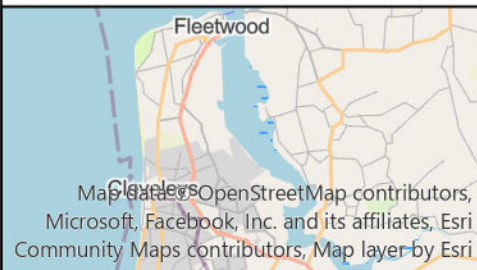 Fleetwood
Cleveleys
Map data © OpenStreetMap contributors,
Microsoft, Facebook, Inc. and its affiliates, Esri
Community Maps contributors, Map layer by Esri